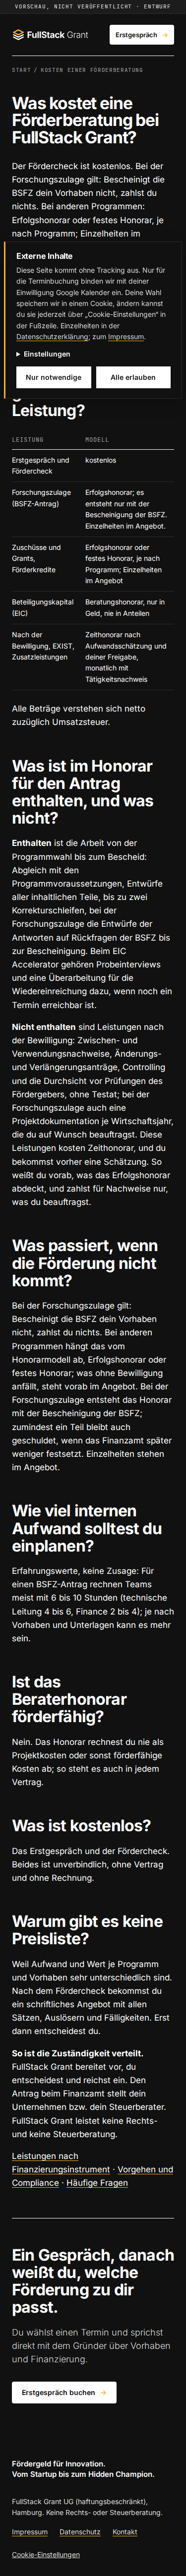 VORSCHAU, NICHT VERÖFFENTLICHT · ENTWURF
FullStack Grant
Erstgespräch →
START / KOSTEN EINER FÖRDERBERATUNG
Was kostet eine
Förderberatung bei
FullStack Grant?
Der Fördercheck ist kostenlos. Bei der
Forschungszulage gilt: Bescheinigt die
BSFZ dein Vorhaben nicht, zahlst du
nichts. Bei anderen Programmen:
Erfolgshonorar oder festes Honorar, je
nach Programm; Einzelheiten im
Externe Inhalte
Diese Seite kommt ohne Tracking aus. Nur für
die Terminbuchung binden wir mit deiner
Einwilligung Google Kalender ein. Deine Wahl
speichern wir in einem Cookie, ändern kannst
du sie jederzeit über „Cookie-Einstellungen“ in
der Fußzeile. Einzelheiten in der
Datenschutzerklärung; zum Impressum.
▸ Einstellungen
Nur notwendige
Alle erlauben
Leistung?
LEISTUNG MODELL
Erstgespräch und
Fördercheck
kostenlos
Forschungszulage
(BSFZ-Antrag)
Erfolgshonorar; es
entsteht nur mit der
Bescheinigung der BSFZ.
Einzelheiten im Angebot.
Zuschüsse und
Grants,
Förderkredite
Erfolgshonorar oder
festes Honorar, je nach
Programm; Einzelheiten
im Angebot
Beteiligungskapital
(EIC)
Beratungshonorar, nur in
Geld, nie in Anteilen
Nach der
Bewilligung, EXIST,
Zusatzleistungen
Zeithonorar nach
Aufwandsschätzung und
deiner Freigabe,
monatlich mit
Tätigkeitsnachweis
Alle Beträge verstehen sich netto
zuzüglich Umsatzsteuer.
Was ist im Honorar
für den Antrag
enthalten, und was
nicht?
Enthalten ist die Arbeit von der
Programmwahl bis zum Bescheid:
Abgleich mit den
Programmvoraussetzungen, Entwürfe
aller inhaltlichen Teile, bis zu zwei
Korrekturschleifen, bei der
Forschungszulage die Entwürfe der
Antworten auf Rückfragen der BSFZ bis
zur Bescheinigung. Beim EIC
Accelerator gehören Probeinterviews
und eine Überarbeitung für die
Wiedereinreichung dazu, wenn noch ein
Termin erreichbar ist.
Nicht enthalten sind Leistungen nach
der Bewilligung: Zwischen- und
Verwendungsnachweise, Änderungs-
und Verlängerungsanträge, Controlling
und die Durchsicht vor Prüfungen des
Fördergebers, ohne Testat; bei der
Forschungszulage auch eine
Projektdokumentation je Wirtschaftsjahr,
die du auf Wunsch beauftragst. Diese
Leistungen kosten Zeithonorar, und du
bekommst vorher eine Schätzung. So
weißt du vorab, was das Erfolgshonorar
abdeckt, und zahlst für Nachweise nur,
was du beauftragst.
Was passiert, wenn
die Förderung nicht
kommt?
Bei der Forschungszulage gilt:
Bescheinigt die BSFZ dein Vorhaben
nicht, zahlst du nichts. Bei anderen
Programmen hängt das vom
Honorarmodell ab, Erfolgshonorar oder
festes Honorar; was ohne Bewilligung
anfällt, steht vorab im Angebot. Bei der
Forschungszulage entsteht das Honorar
mit der Bescheinigung der BSFZ;
zumindest ein Teil bleibt auch
geschuldet, wenn das Finanzamt später
weniger festsetzt. Einzelheiten stehen
im Angebot.
Wie viel internen
Aufwand solltest du
einplanen?
Erfahrungswerte, keine Zusage: Für
einen BSFZ-Antrag rechnen Teams
meist mit 6 bis 10 Stunden (technische
Leitung 4 bis 6, Finance 2 bis 4); je nach
Vorhaben und Unterlagen kann es mehr
sein.
Ist das
Beraterhonorar
förderfähig?
Nein. Das Honorar rechnest du nie als
Projektkosten oder sonst förderfähige
Kosten ab; so steht es auch in jedem
Vertrag.
Was ist kostenlos?
Das Erstgespräch und der Fördercheck.
Beides ist unverbindlich, ohne Vertrag
und ohne Rechnung.
Warum gibt es keine
Preisliste?
Weil Aufwand und Wert je Programm
und Vorhaben sehr unterschiedlich sind.
Nach dem Fördercheck bekommst du
ein schriftliches Angebot mit allen
Sätzen, Auslösern und Fälligkeiten. Erst
dann entscheidest du.
So ist die Zuständigkeit verteilt.
FullStack Grant bereitet vor, du
entscheidest und reichst ein. Den
Antrag beim Finanzamt stellt dein
Unternehmen bzw. dein Steuerberater.
FullStack Grant leistet keine Rechts-
und keine Steuerberatung.
Leistungen nach
Finanzierungsinstrument · Vorgehen und
Compliance · Häufige Fragen
Ein Gespräch, danach
weißt du, welche
Förderung zu dir
passt.
Du wählst einen Termin und sprichst
direkt mit dem Gründer über Vorhaben
und Finanzierung.
Erstgespräch buchen →
Fördergeld für Innovation.
Vom Startup bis zum Hidden Champion.
FullStack Grant UG (haftungsbeschränkt),
Hamburg. Keine Rechts- oder Steuerberatung.
Impressum Datenschutz Kontakt
Cookie-Einstellungen